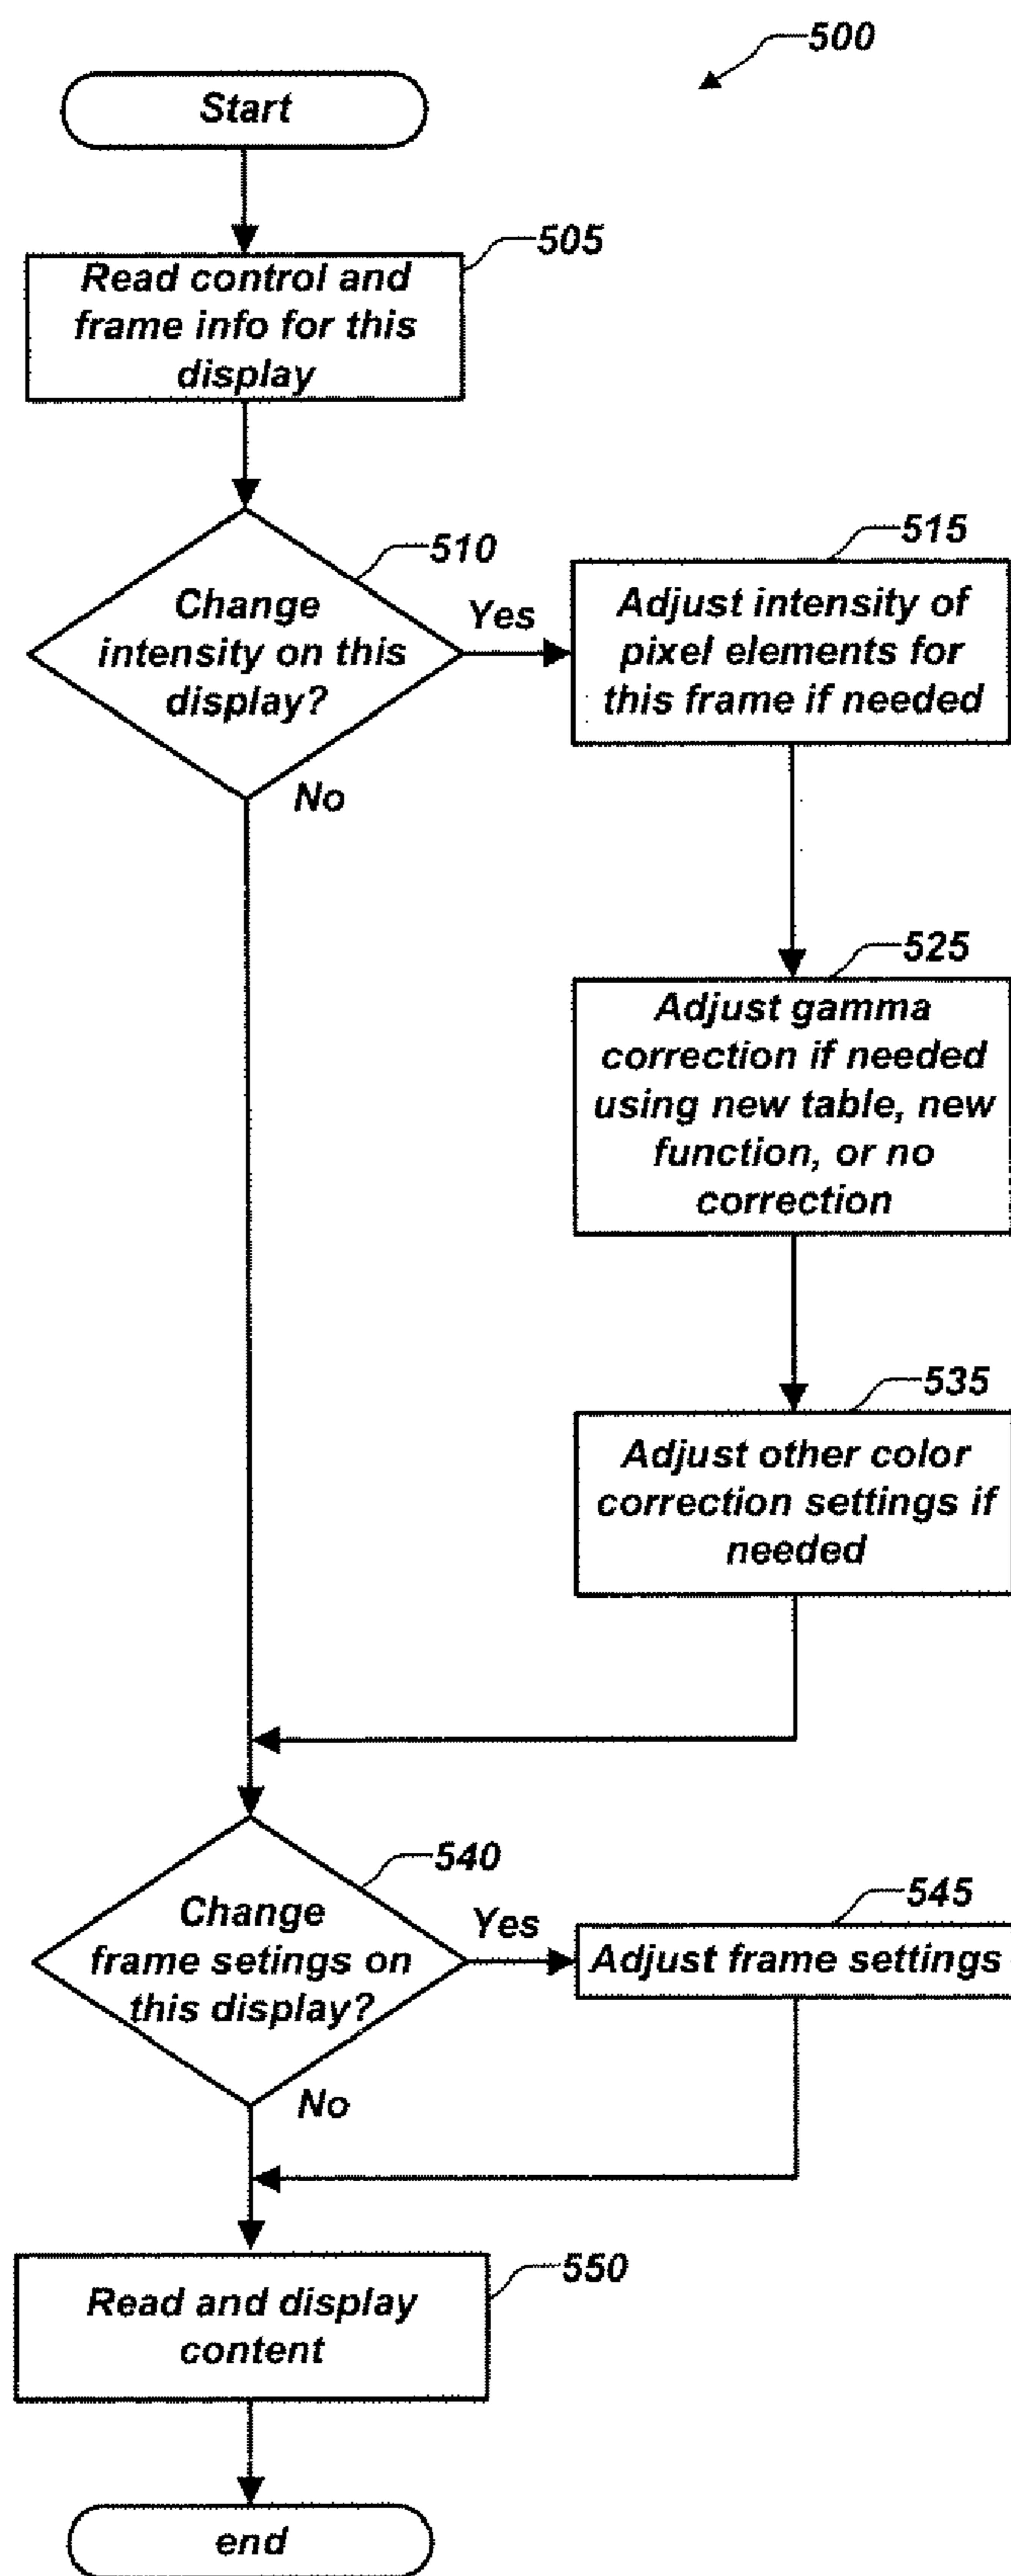 500
Start
505
Read control and
frame info for this
display
510
Change
intensity on this
display?
Yes
No
515
Adjust intensity of
pixel elements for
this frame if needed
525
Adjust gamma
correction if needed
using new table, new
function, or no
correction
535
Adjust other color
correction settings if
needed
540
Change
frame setings on
this display?
Yes
No
545
Adjust frame settings
550
Read and display
content
end